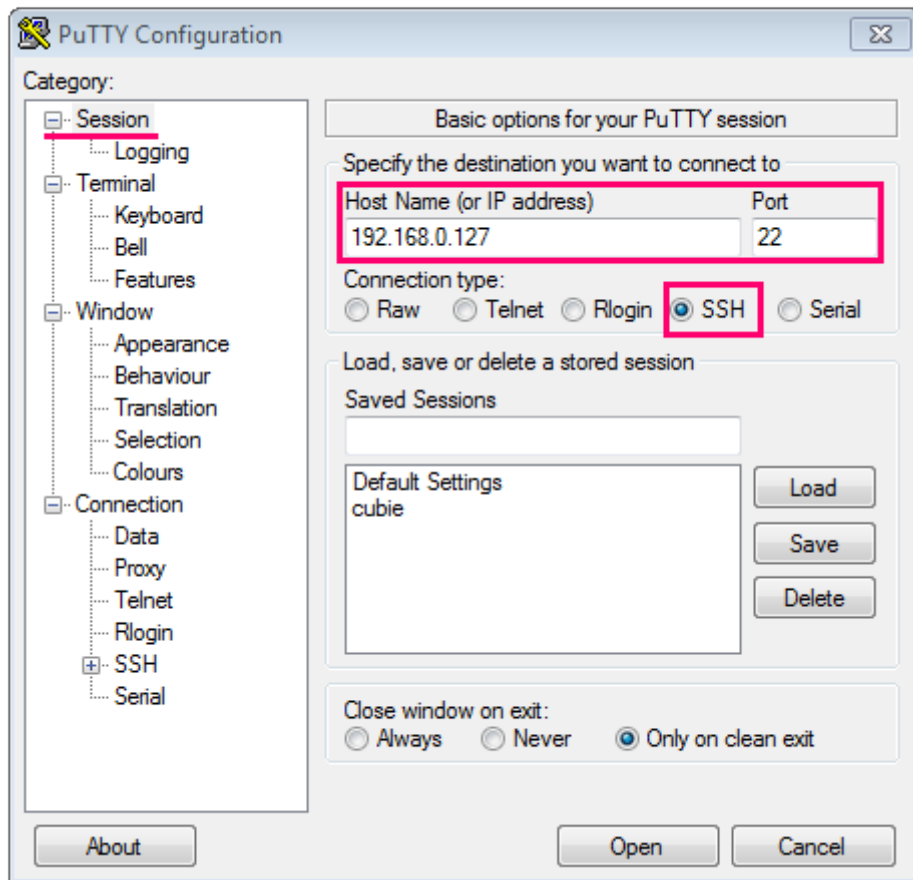 PuTTY Configuration
Category:
Session
Logging
Terminal
Keyboard
Bell
Features
Window
Appearance
Behaviour
Translation
Selection
Colours
Connection
Data
Proxy
Telnet
Rlogin
SSH
Serial
Basic options for your PuTTY session
Specify the destination you want to connect to
Host Name (or IP address) Port
192.168.0.127 22
Connection type:
Raw Telnet Rlogin SSH Serial
Load, save or delete a stored session
Saved Sessions
Default Settings
cubie
Load
Save
Delete
Close window on exit:
Always Never Only on clean exit
About Open Cancel